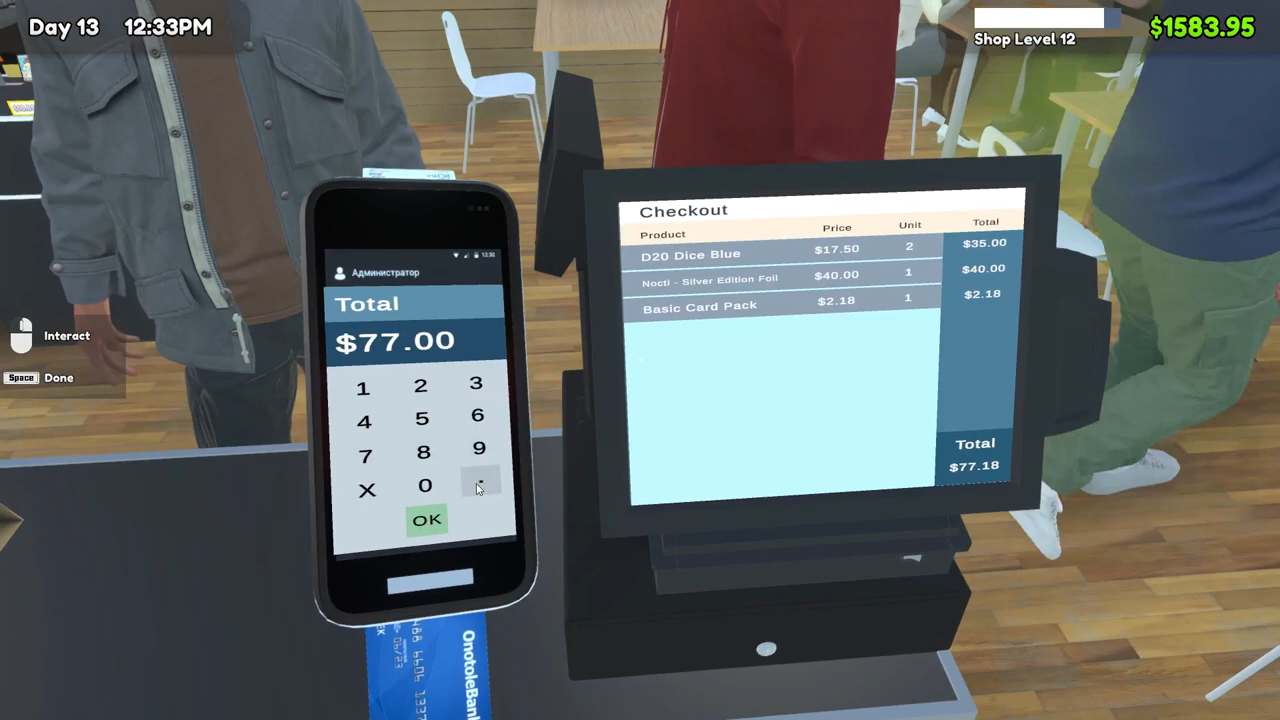 Day 13 12:33PM
Shop Level 12
$1583.95
Interact
Space Done
Администратор
Total
$77.00
1 2 3
4 5 6
7 8 9
X 0 .
OK
Checkout
Product Price Unit Total
D20 Dice Blue $17.50 2 $35.00
Nocti - Silver Edition Foil $40.00 1 $40.00
Basic Card Pack $2.18 1 $2.18
Total
$77.18
OnotoleBank